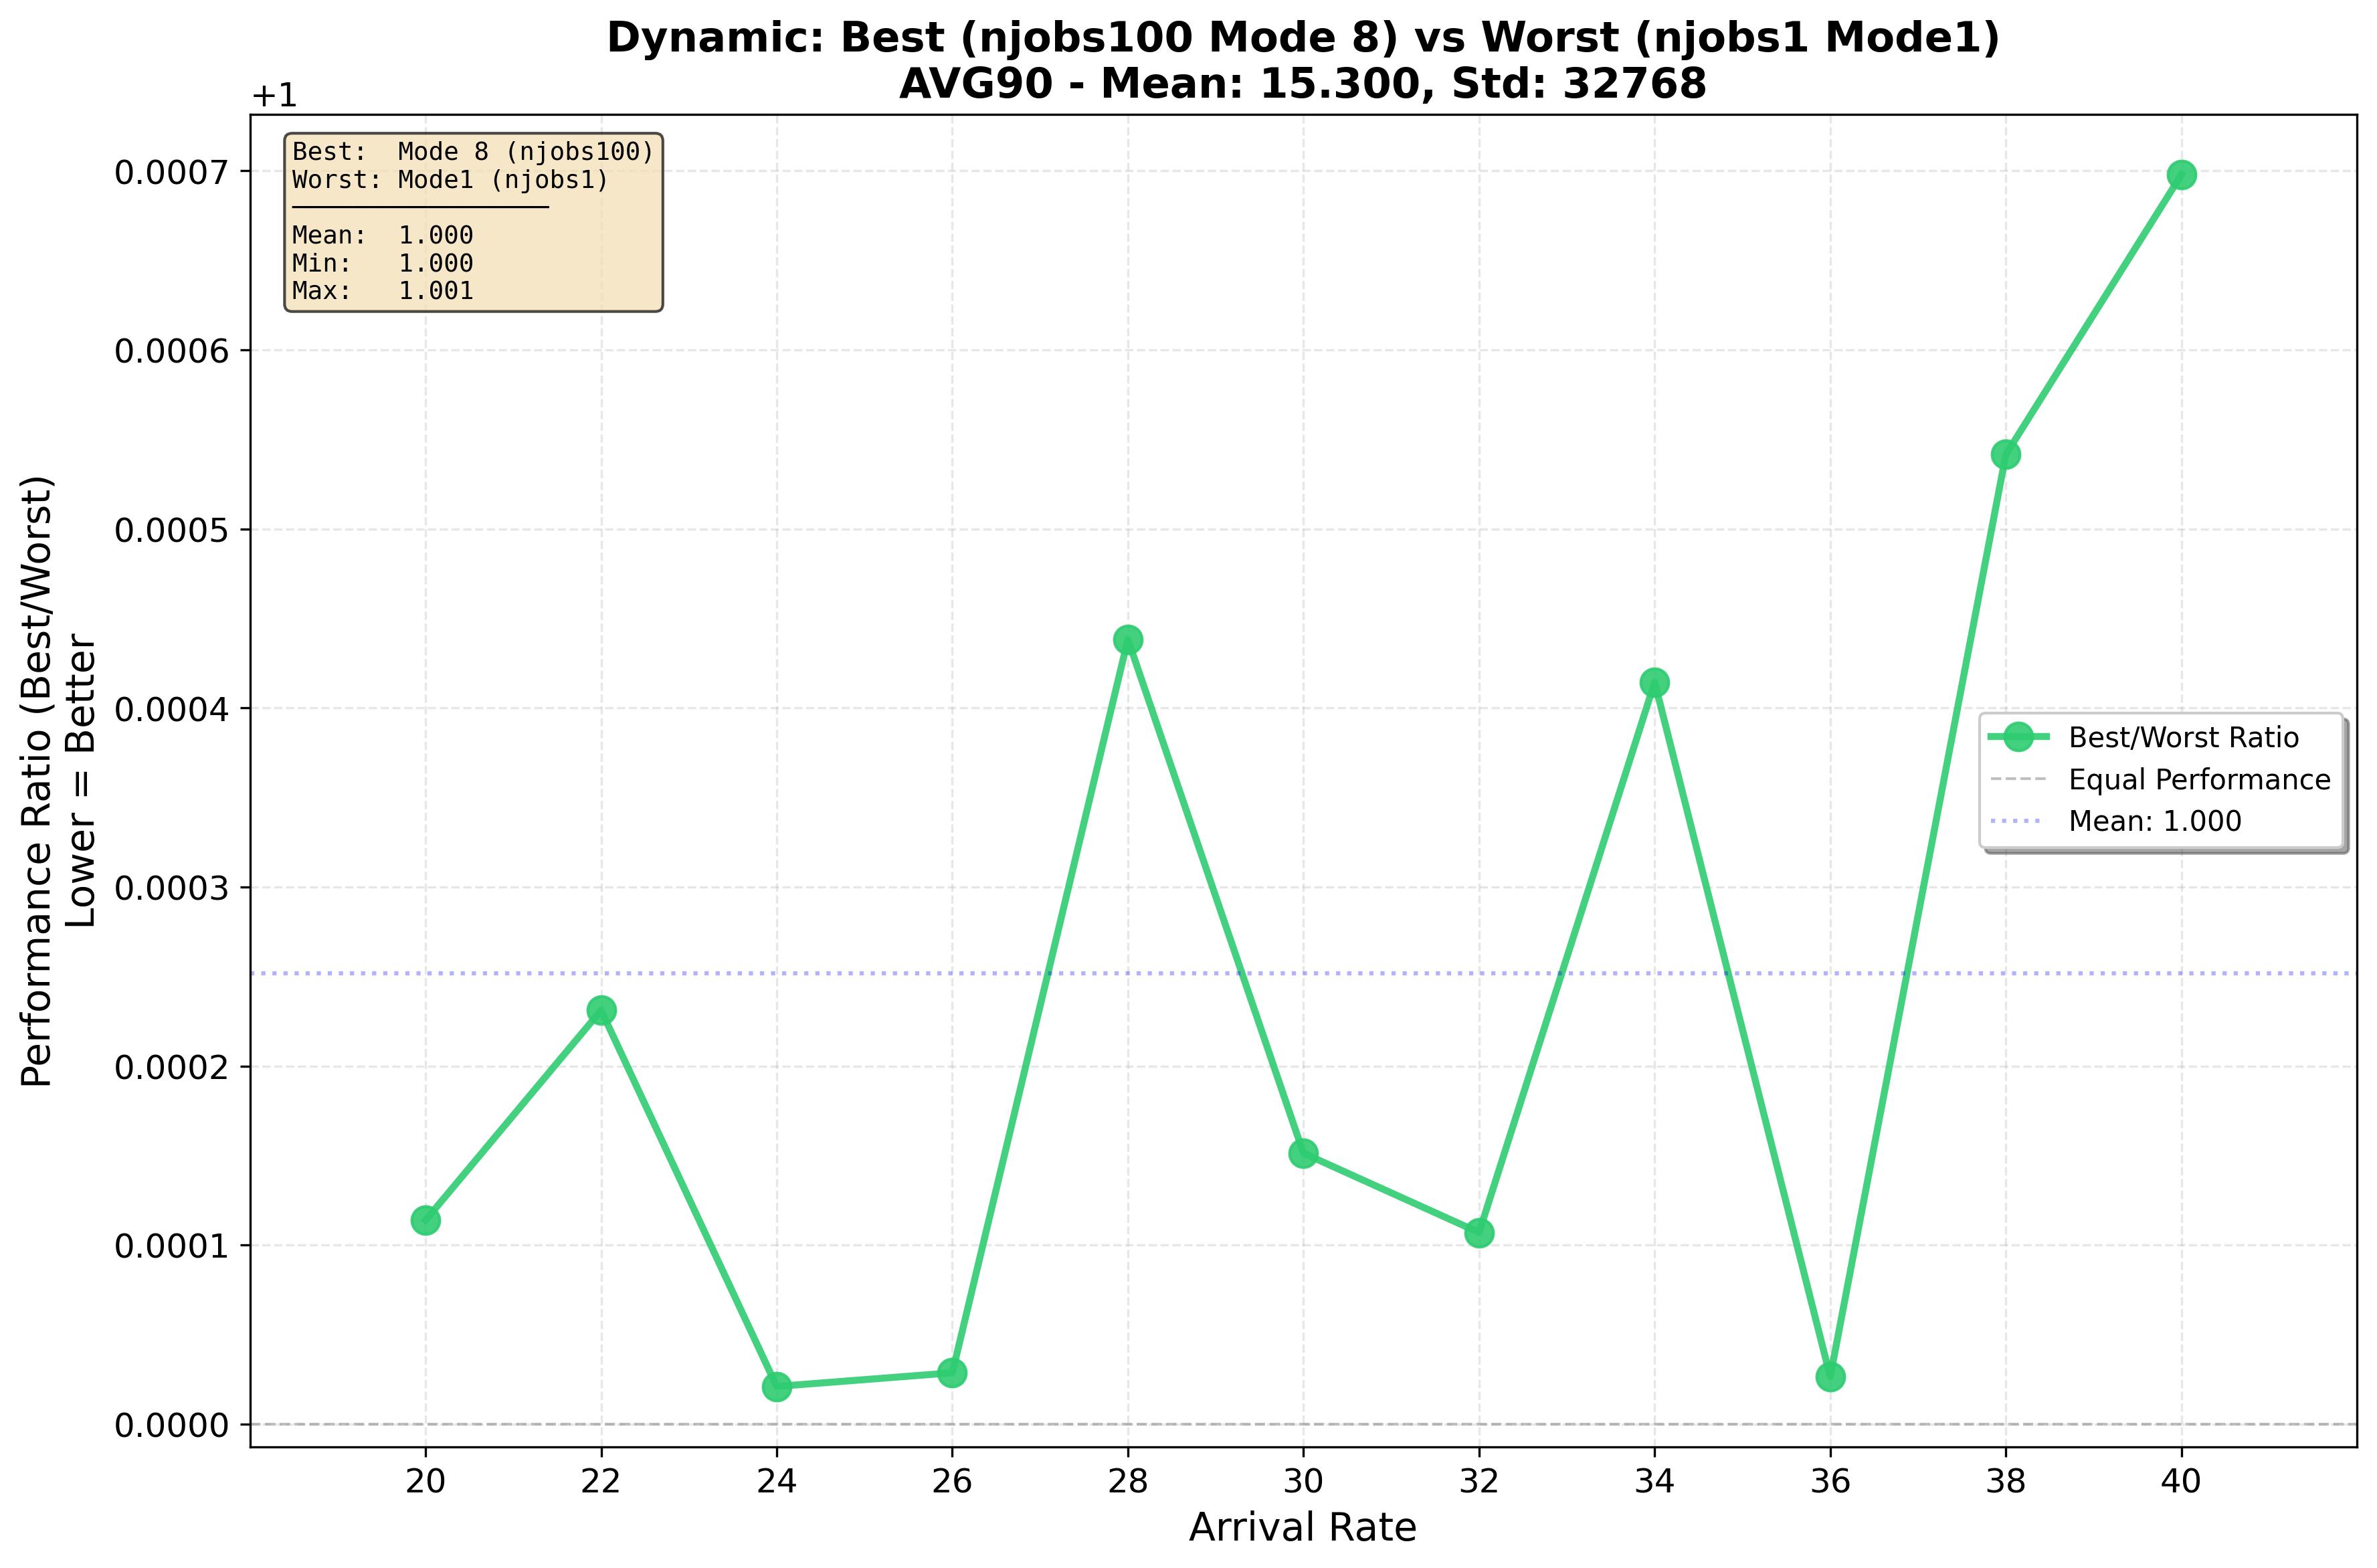 Dynamic: Best (njobs100 Mode 8) vs Worst (njobs1 Mode1)
AVG90 - Mean: 15.300, Std: 32768
+1
Best:  Mode 8 (njobs100)
Worst: Mode1 (njobs1)
Mean:  1.000
Min:   1.000
Max:   1.001
0.0007
0.0006
0.0005
0.0004
0.0003
0.0002
0.0001
0.0000
Performance Ratio (Best/Worst)
Lower = Better
Best/Worst Ratio
Equal Performance
Mean: 1.000
20 22 24 26 28 30 32 34 36 38 40
Arrival Rate